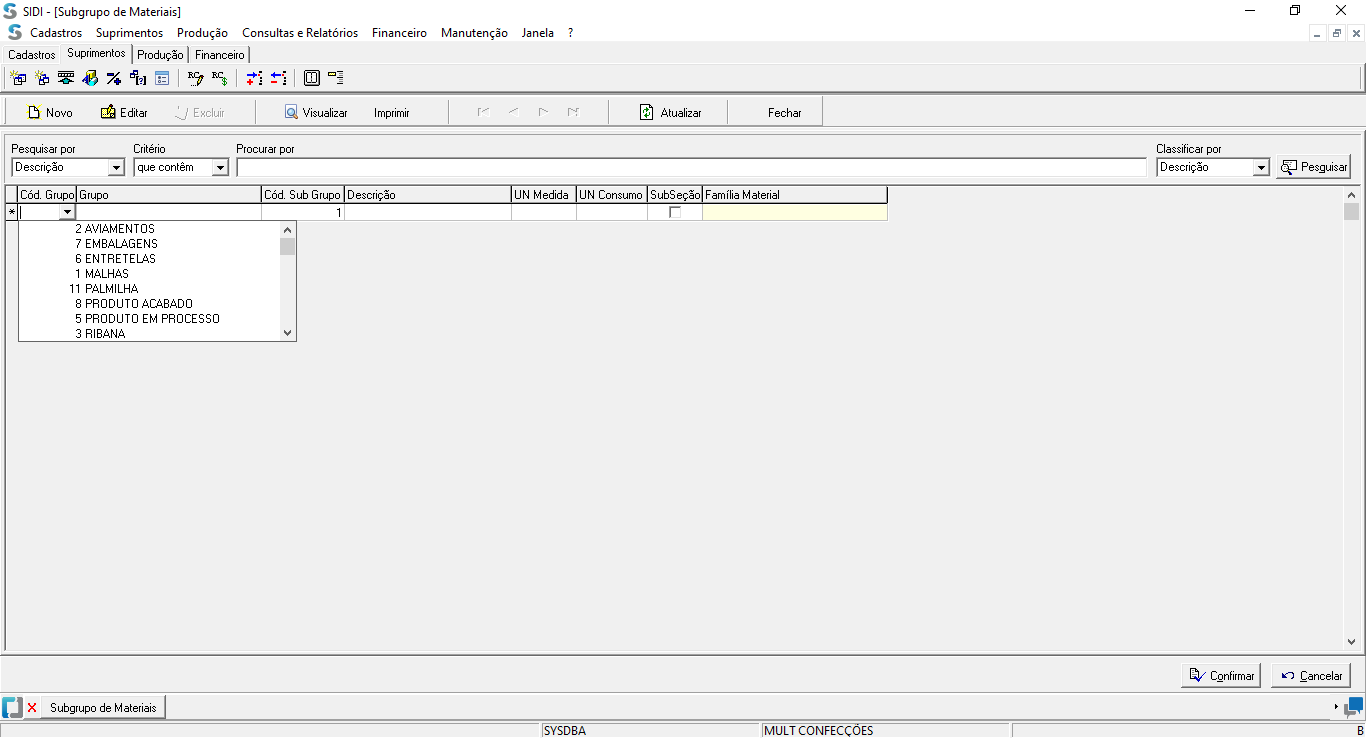 SIDI - [Subgrupo de Materiais]
Cadastros Suprimentos Produção Consultas e Relatórios Financeiro Manutenção Janela ?
Cadastros Suprimentos Produção Financeiro
Novo Editar Excluir Visualizar Imprimir Atualizar Fechar
Pesquisar por Critério Procurar por Classificar por
Descrição que contêm Descrição Pesquisar
Cód. Grupo Grupo Cód. Sub Grupo Descrição UN Medida UN Consumo SubSeção Família Material
* 1
2 AVIAMENTOS
7 EMBALAGENS
6 ENTRETELAS
1 MALHAS
11 PALMILHA
8 PRODUTO ACABADO
5 PRODUTO EM PROCESSO
3 RIBANA
Confirmar Cancelar
Subgrupo de Materiais
SYSDBA MULT CONFECÇÕES B